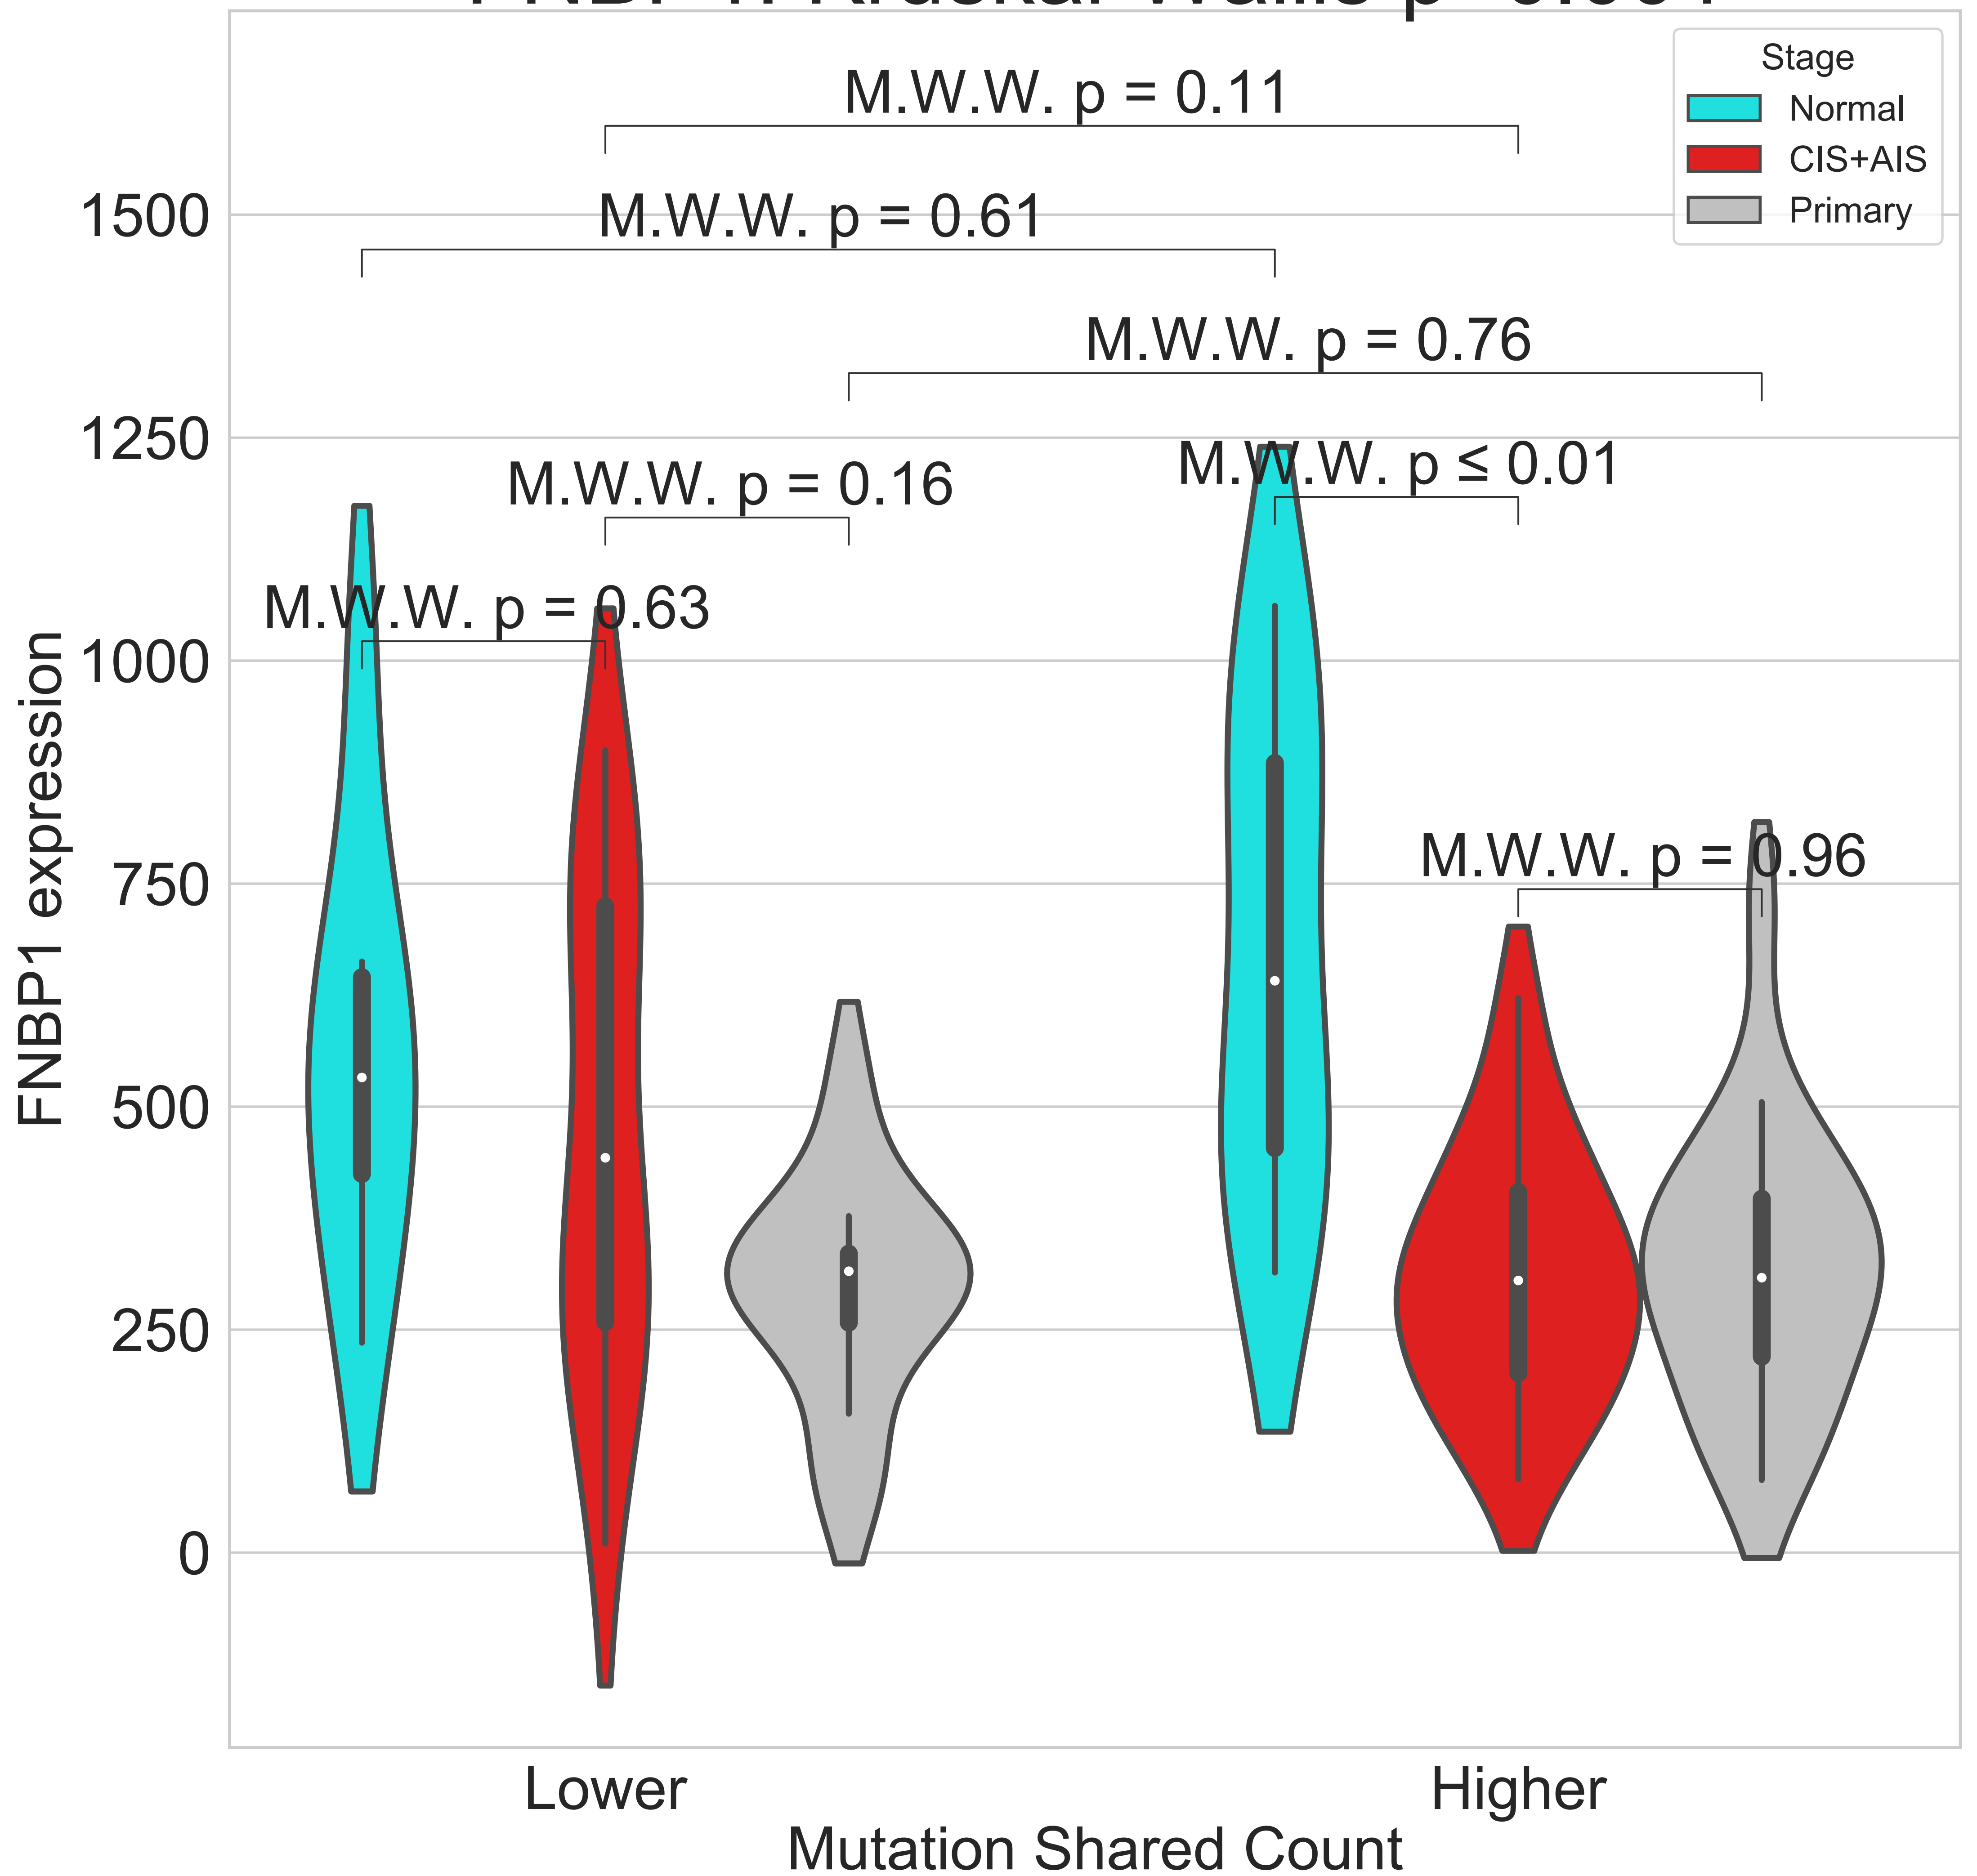 Stage
Normal
CIS+AIS
Primary
M.W.W. p = 0.11
M.W.W. p = 0.61
M.W.W. p = 0.76
M.W.W. p ≤ 0.01
M.W.W. p = 0.16
M.W.W. p = 0.63
M.W.W. p = 0.96
1500
1250
1000
750
500
250
0
FNBP1 expression
Lower
Higher
Mutation Shared Count